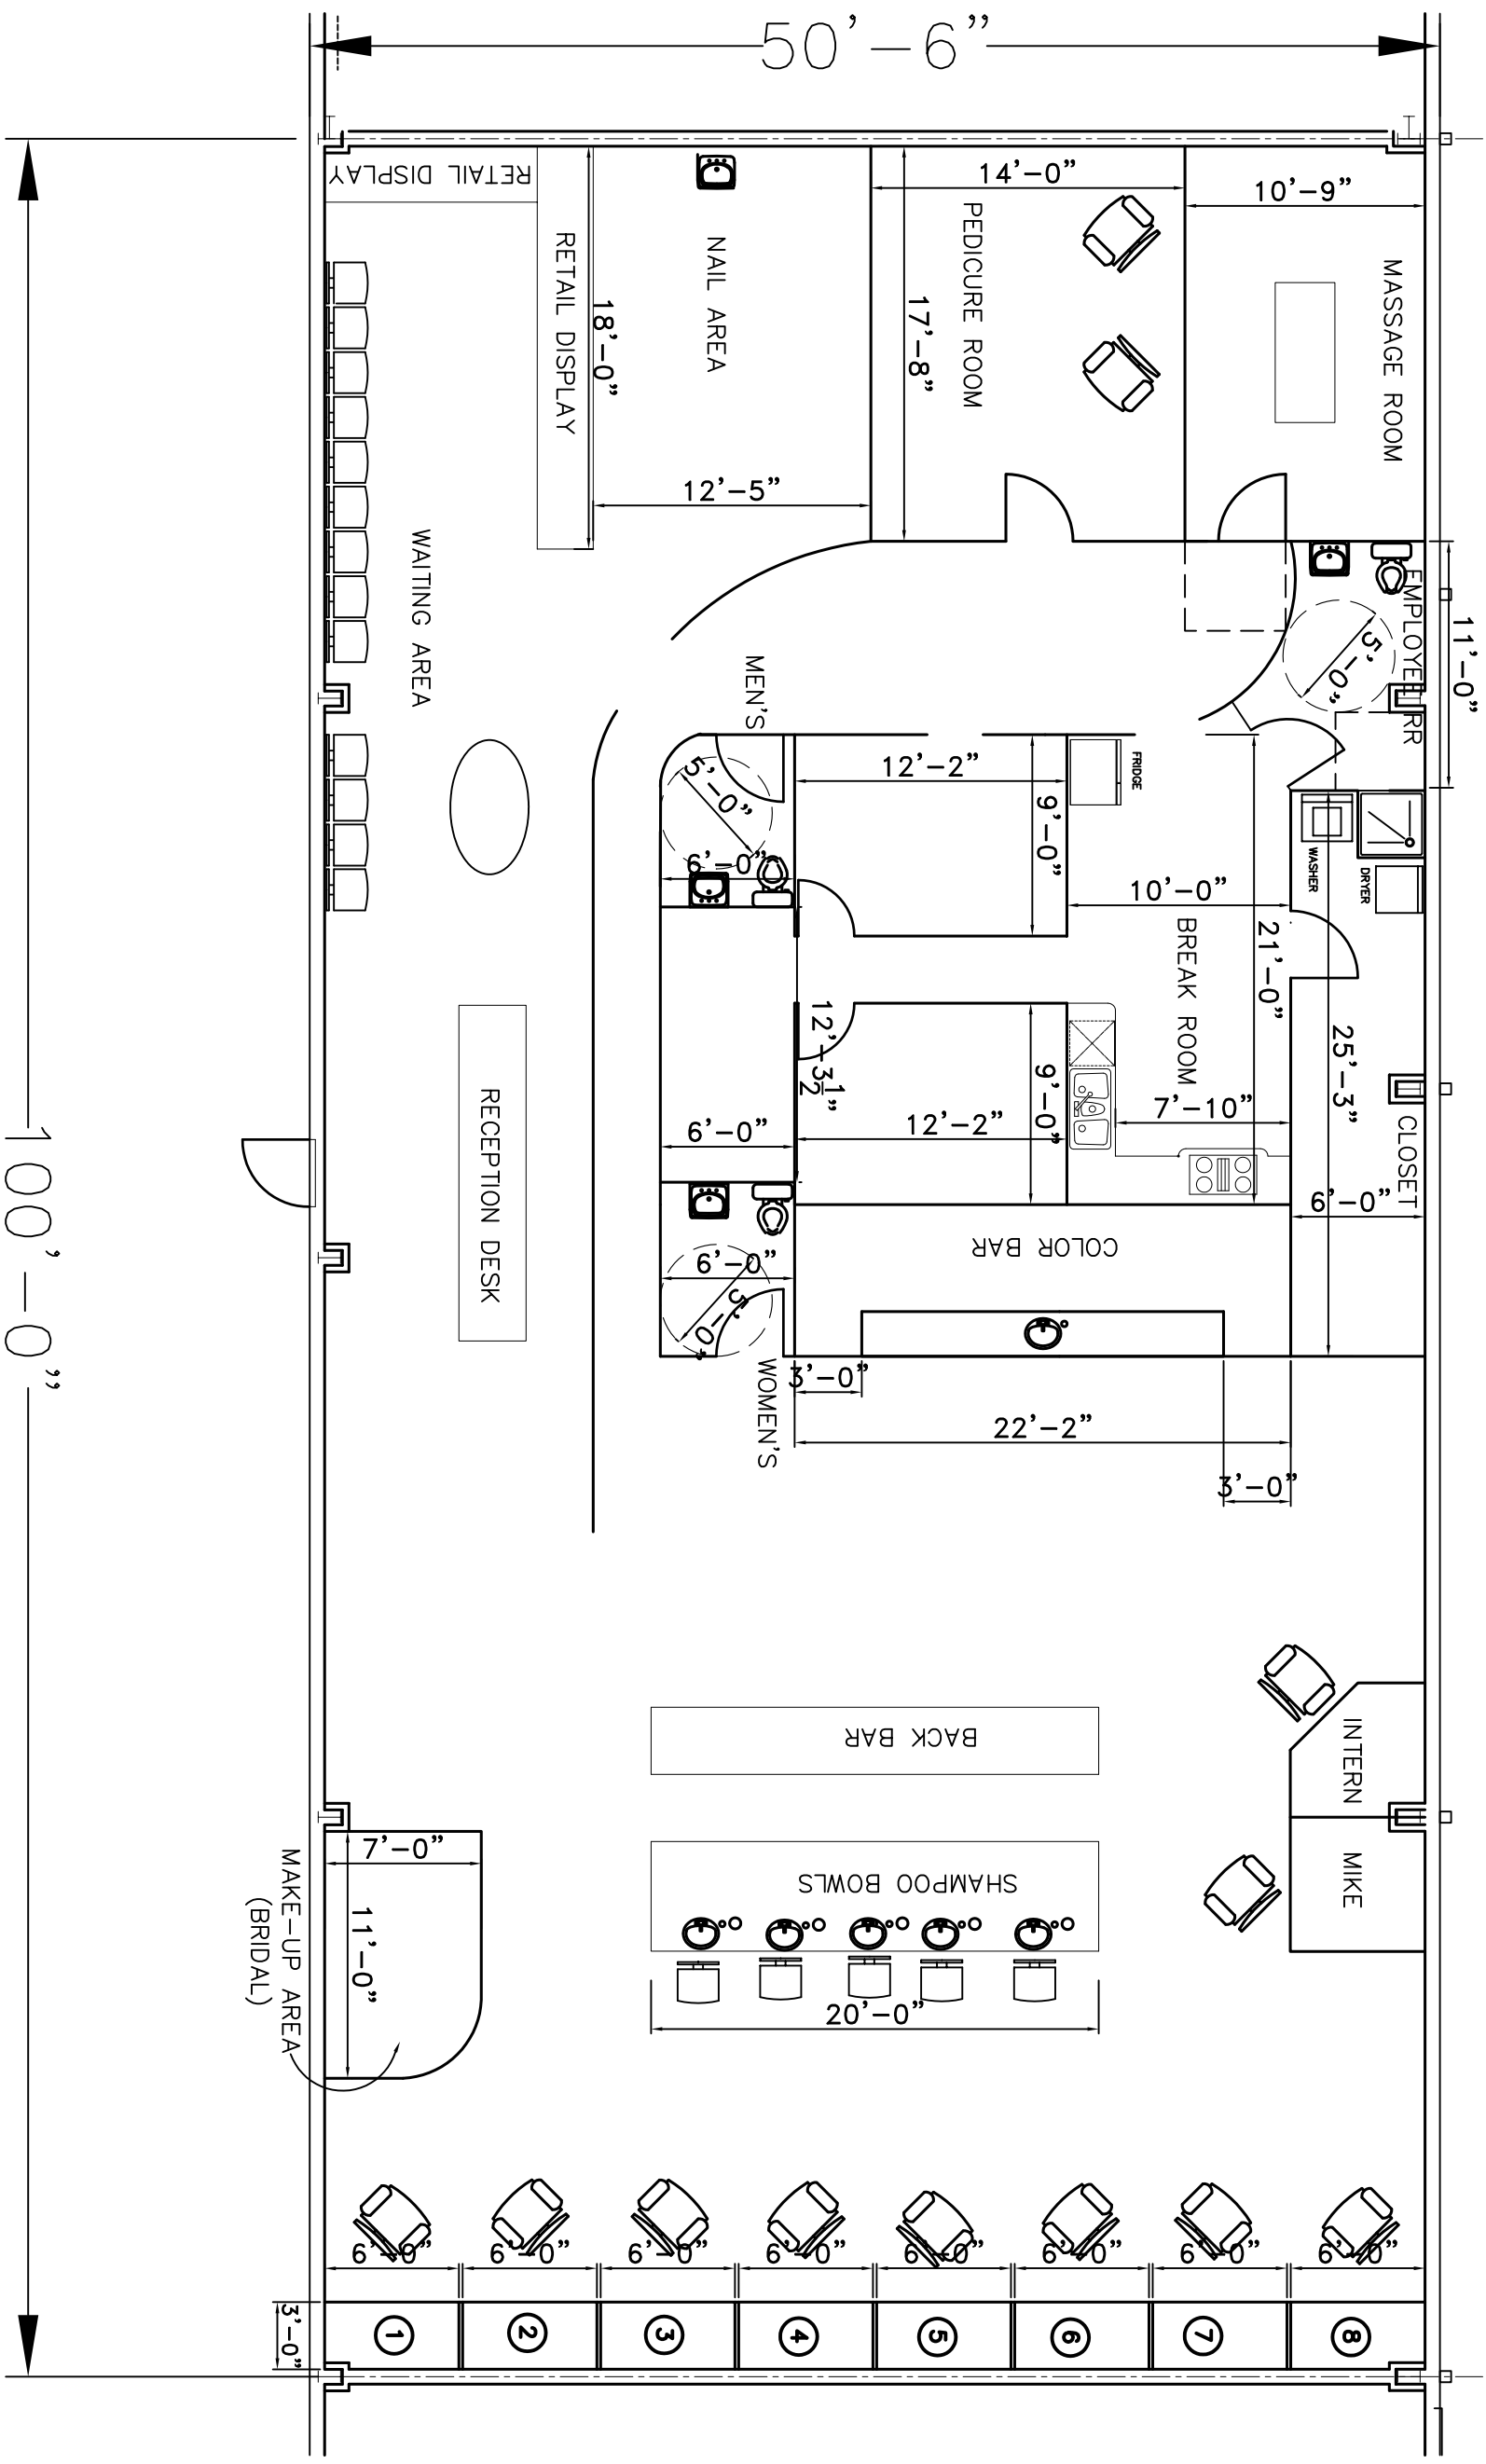 50'-6"
100'-0"
RETAIL DISPLAY
RETAIL DISPLAY
18'-0"
NAIL AREA
12'-5"
14'-0"
PEDICURE ROOM
17'-8"
10'-9"
MASSAGE ROOM
WAITING AREA
MEN'S
5'-0"
6'-0"
EMPLOYEE RR
11'-0"
5'-0"
12'-2"
9'-0"
FRIDGE
WASHER
DRYER
10'-0"
BREAK ROOM
21'-0"
25'-3"
CLOSET
6'-0"
7'-10"
12'-3½"
12'-2"
9'-0"
6'-0"
6'-0"
5'-0"
WOMEN'S
COLOR BAR
3'-0"
22'-2"
3'-0"
RECEPTION DESK
BACK BAR
SHAMPOO BOWLS
20'-0"
INTERN
MIKE
7'-0"
11'-0"
MAKE-UP AREA
(BRIDAL)
6'-0"
6'-0"
6'-0"
6'-0"
6'-0"
6'-0"
6'-0"
6'-0"
3'-0"
1
2
3
4
5
6
7
8